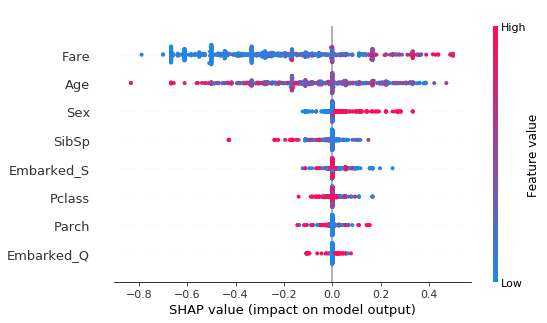 High
Fare
Age
Sex
SibSp
Embarked_S
Pclass
Parch
Embarked_Q
Feature value
Low
−0.8 −0.6 −0.4 −0.2 0.0 0.2 0.4
SHAP value (impact on model output)